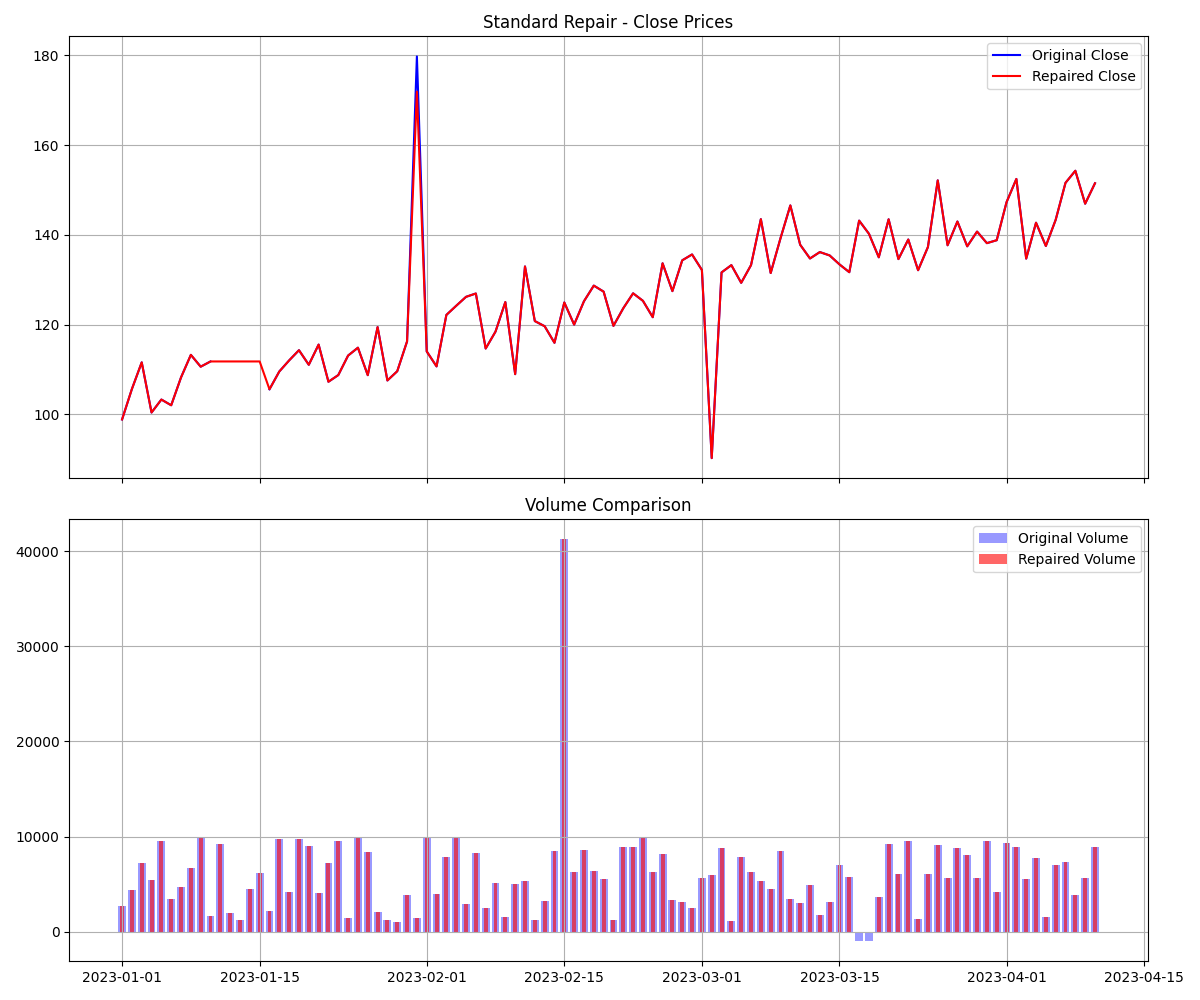 Standard Repair - Close Prices
180
160
140
120
100
Original Close
Repaired Close
Volume Comparison
40000
30000
20000
10000
0
Original Volume
Repaired Volume
2023-01-01 2023-01-15 2023-02-01 2023-02-15 2023-03-01 2023-03-15 2023-04-01 2023-04-15